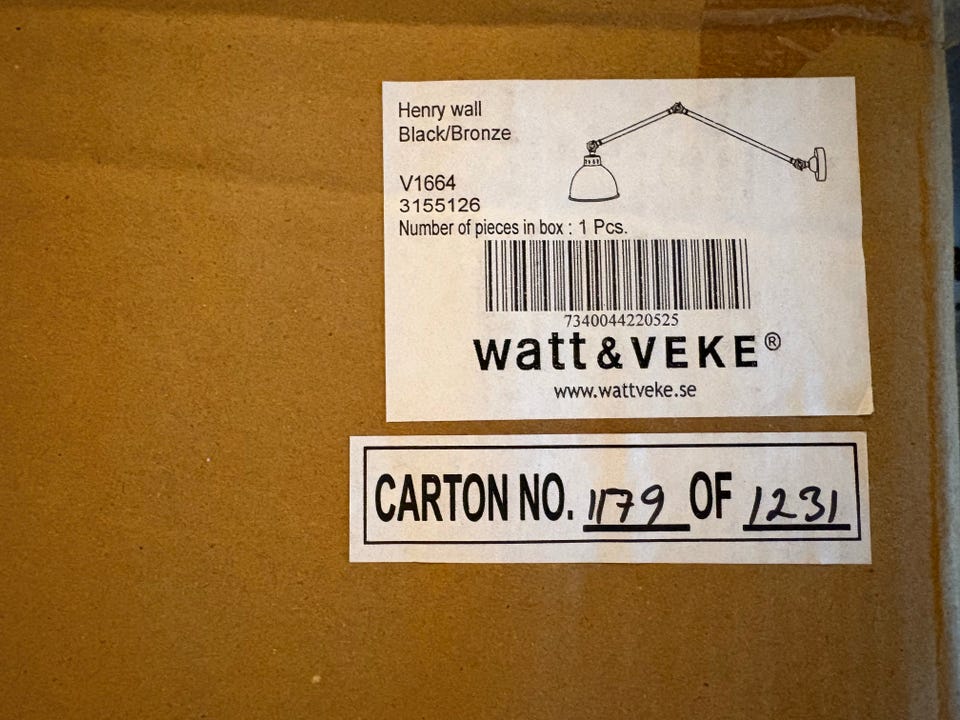 Henry wall
Black/Bronze
V1664
3155126
Number of pieces in box : 1 Pcs.
7340044220525
watt&VEKE®
www.wattveke.se
CARTON NO. 1179 OF 1231